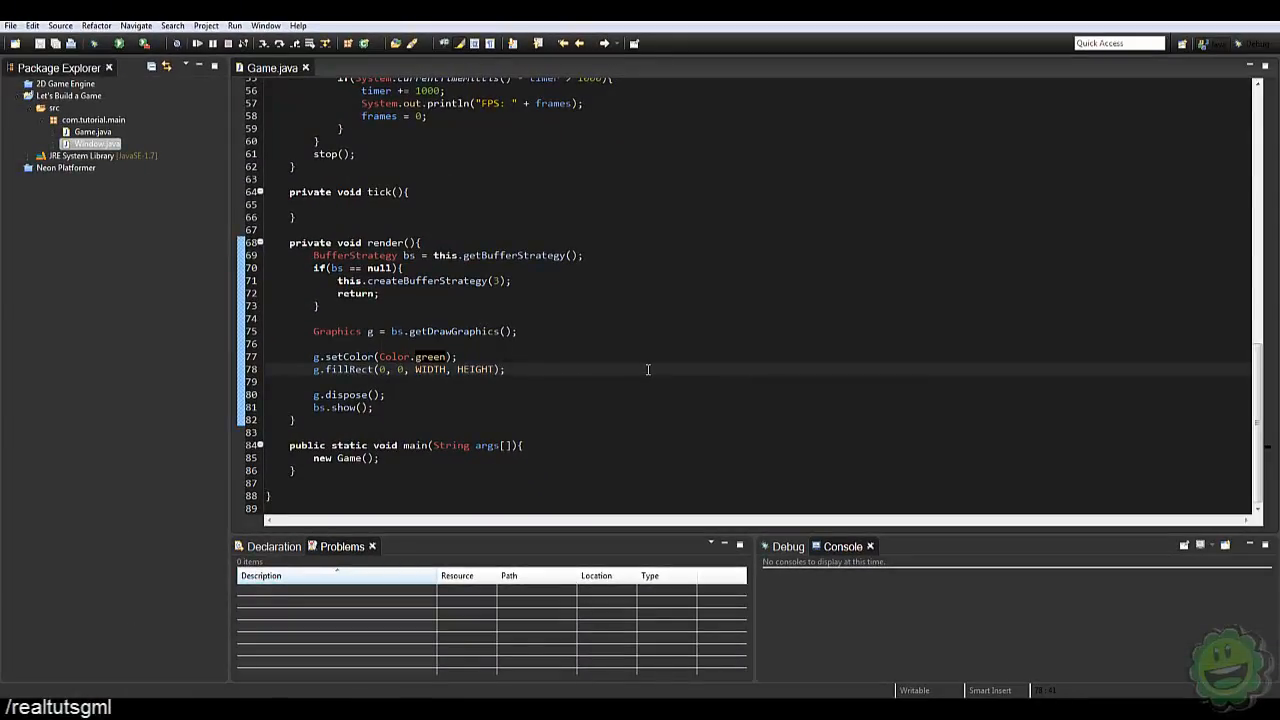 File Edit Source Refactor Navigate Search Project Run Window Help
Quick Access
Debug
Package Explorer
Game.java
2D Game Engine
Let's Build a Game
src
com.tutorial.main
Game.java
Window.java
JRE System Library [JavaSE-1.7]
Neon Platformer
55 if(System.currentTimeMillis() - timer > 1000){
56 timer += 1000;
57 System.out.println("FPS: " + frames);
58 frames = 0;
59 }
60 }
61 stop();
62 }
63
64 private void tick(){
65
66 }
67
68 private void render(){
69 BufferStrategy bs = this.getBufferStrategy();
70 if(bs == null){
71 this.createBufferStrategy(3);
72 return;
73 }
74
75 Graphics g = bs.getDrawGraphics();
76
77 g.setColor(Color.green);
78 g.fillRect(0, 0, WIDTH, HEIGHT);
79
80 g.dispose();
81 bs.show();
82 }
83
84 public static void main(String args[]){
85 new Game();
86 }
87
88 }
89
Declaration Problems
0 items
Description Resource Path Location Type
Debug Console
No consoles to display at this time.
Writable Smart Insert 78:41
/realtutsgml